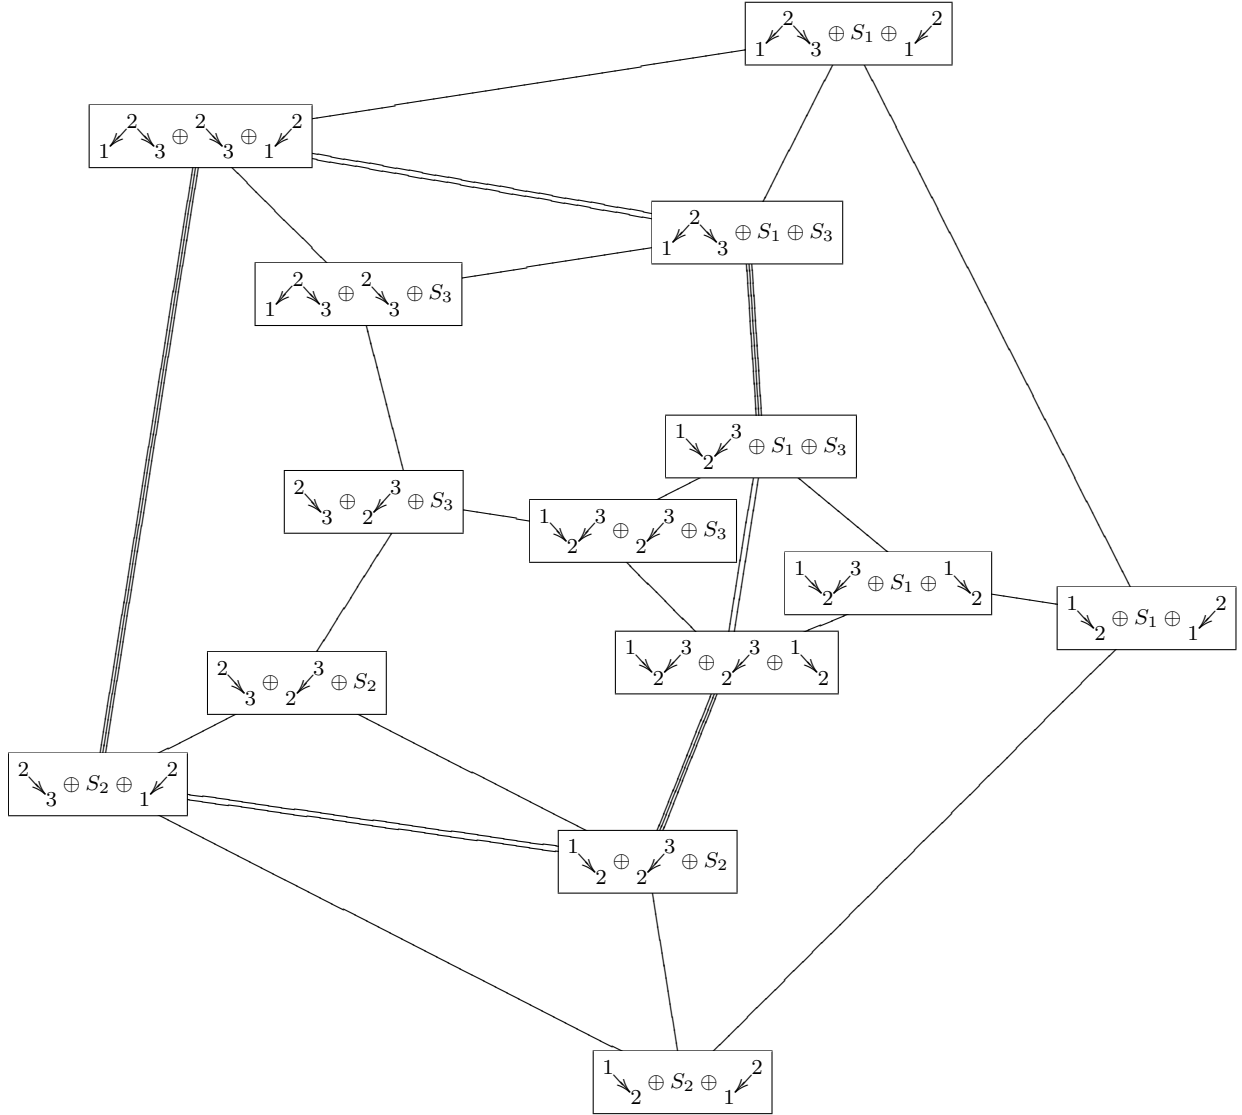 1 ↙ 2 ↘ 3 ⊕ S₁ ⊕ 1 ↙ 2
1 ↙ 2 ↘ 3 ⊕ 2 ↘ 3 ⊕ 1 ↙ 2
1 ↙ 2 ↘ 3 ⊕ S₁ ⊕ S₃
1 ↙ 2 ↘ 3 ⊕ 2 ↘ 3 ⊕ S₃
1 ↘ 2 ↙ 3 ⊕ S₁ ⊕ S₃
2 ↘ 3 ⊕ 2 ↙ 3 ⊕ S₃
1 ↘ 2 ↙ 3 ⊕ 2 ↙ 3 ⊕ S₃
1 ↘ 2 ↙ 3 ⊕ S₁ ⊕ 1 ↘ 2
1 ↘ 2 ⊕ S₁ ⊕ 1 ↙ 2
1 ↘ 2 ↙ 3 ⊕ 2 ↙ 3 ⊕ 1 ↘ 2
2 ↘ 3 ⊕ 2 ↙ 3 ⊕ S₂
2 ↘ 3 ⊕ S₂ ⊕ 1 ↙ 2
1 ↘ 2 ⊕ 2 ↙ 3 ⊕ S₂
1 ↘ 2 ⊕ S₂ ⊕ 1 ↙ 2